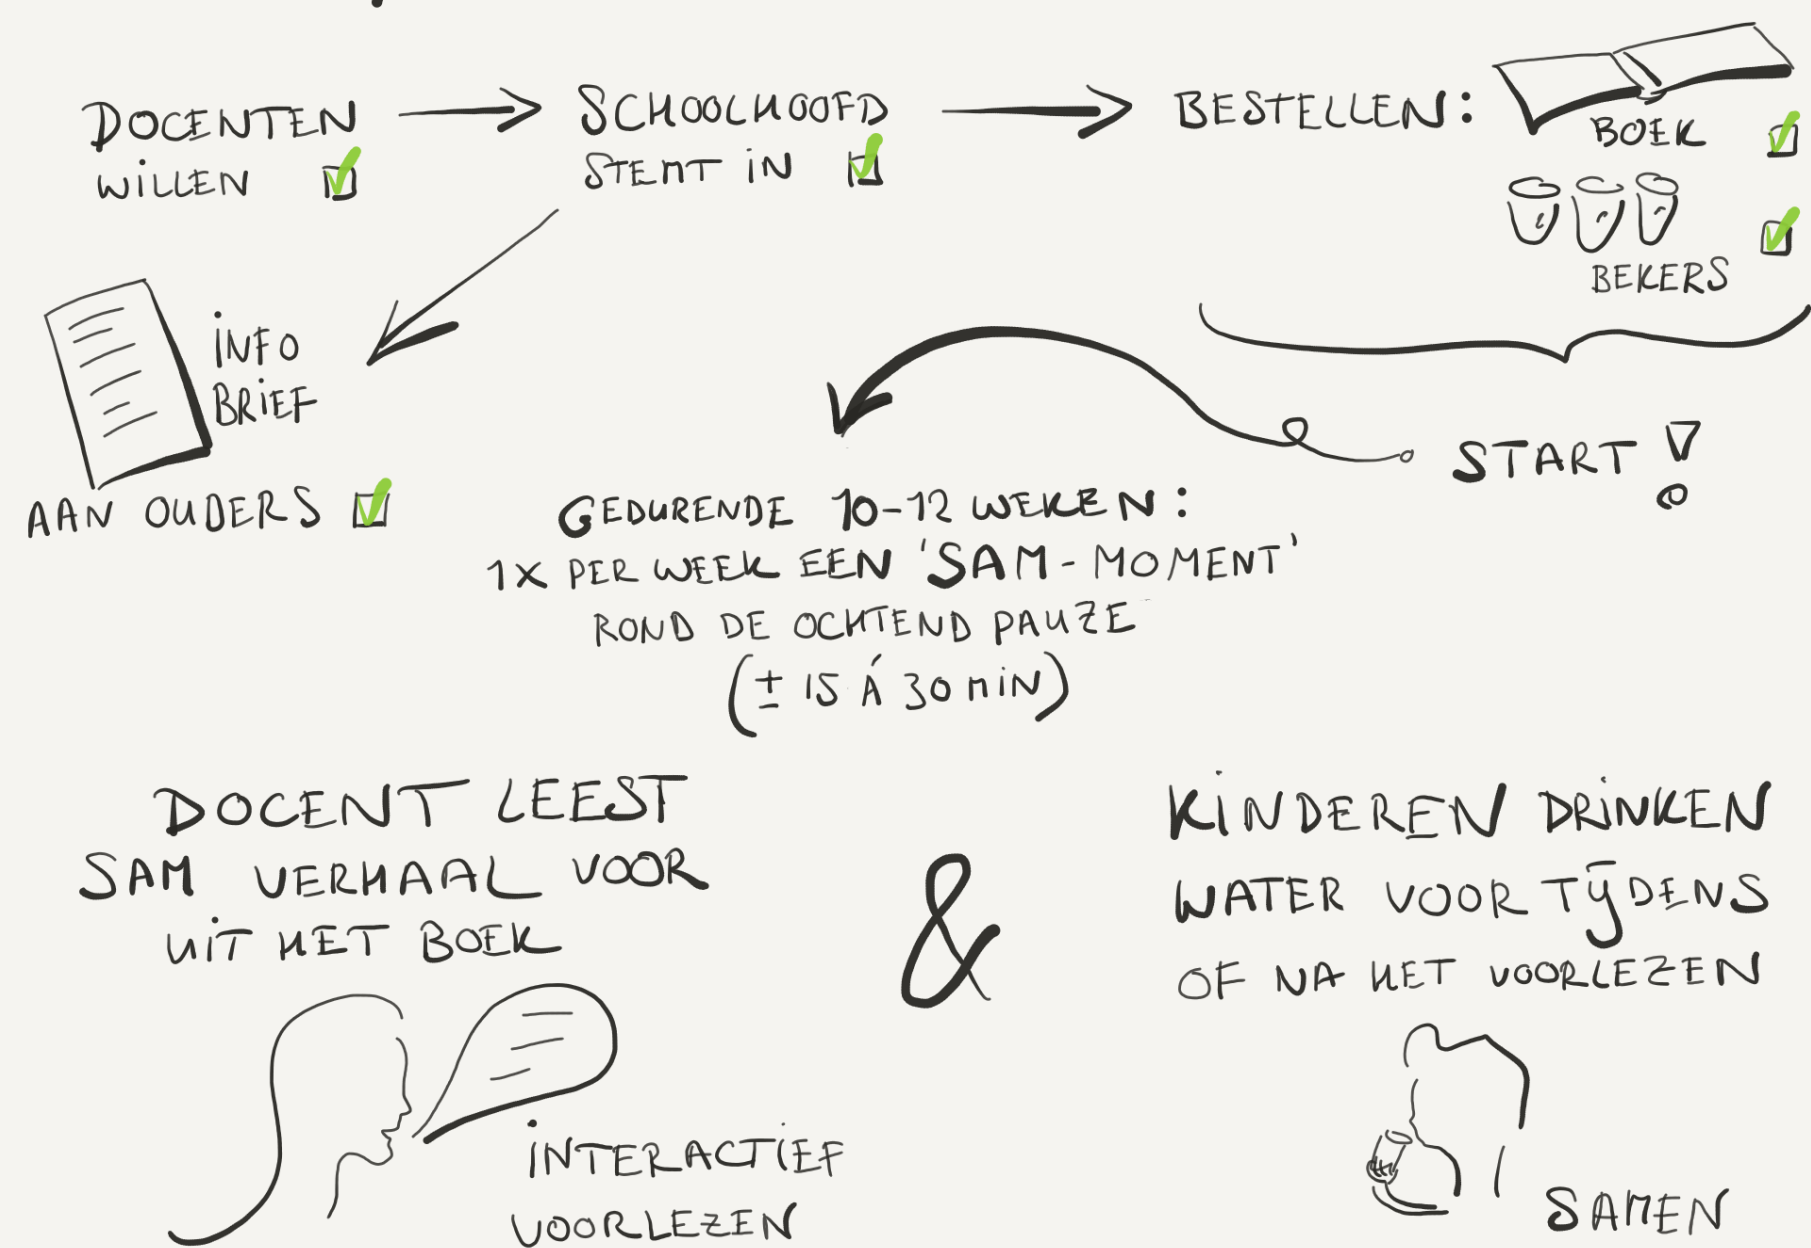 DOCENTEN
WILLEN
SCHOOLHOOFD
STEMT IN
BESTELLEN:
BOEK
BEKERS
INFO
BRIEF
AAN OUDERS
START!
GEDURENDE 10-12 WEKEN:
1X PER WEEK EEN 'SAM-MOMENT'
ROND DE OCHTEND PAUZE
(± 15 Á 30 MIN)
DOCENT LEEST
SAM VERHAAL VOOR
UIT HET BOEK
&
KINDEREN DRINKEN
WATER VOOR TIJDENS
OF NA HET VOORLEZEN
INTERACTIEF
VOORLEZEN
SAMEN